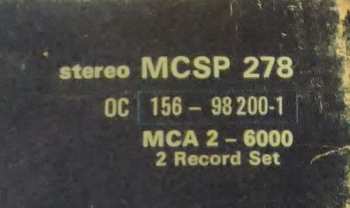 stereo MCSP 278
OC 156 - 98 200-1
MCA 2 - 6000
2 Record Set